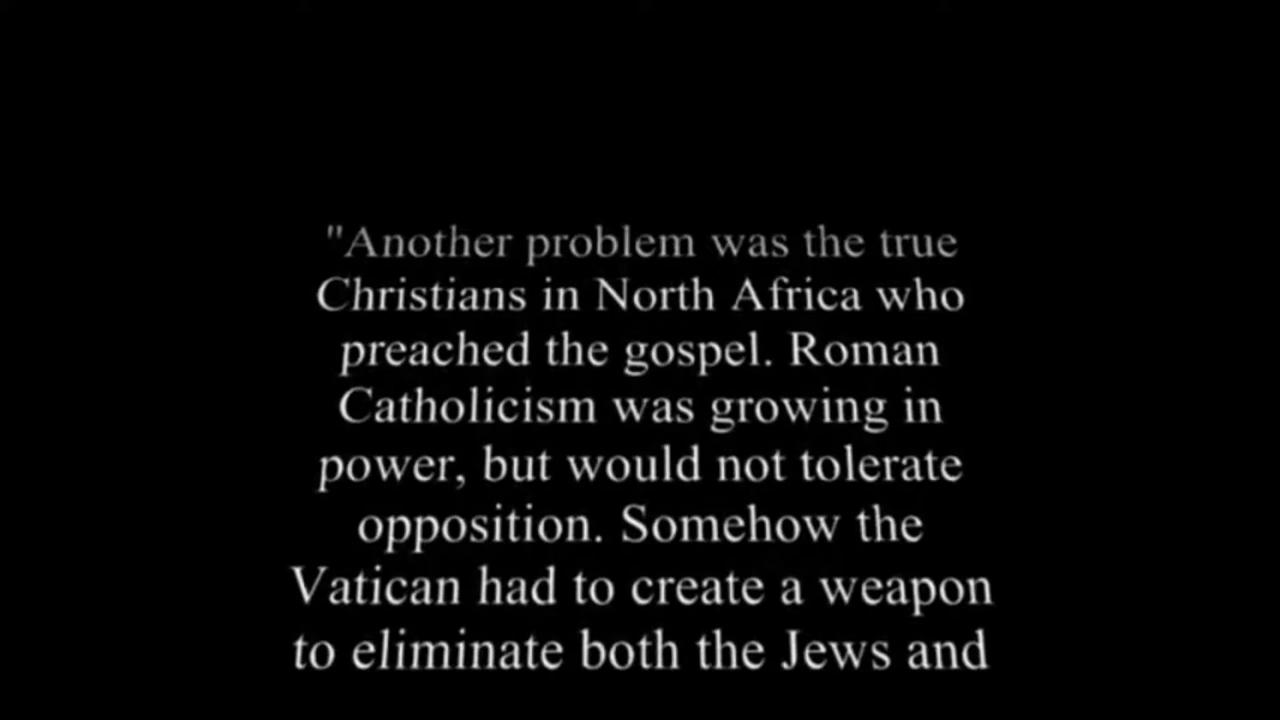 "Another problem was the true
Christians in North Africa who
preached the gospel. Roman
Catholicism was growing in
power, but would not tolerate
opposition. Somehow the
Vatican had to create a weapon
to eliminate both the Jews and